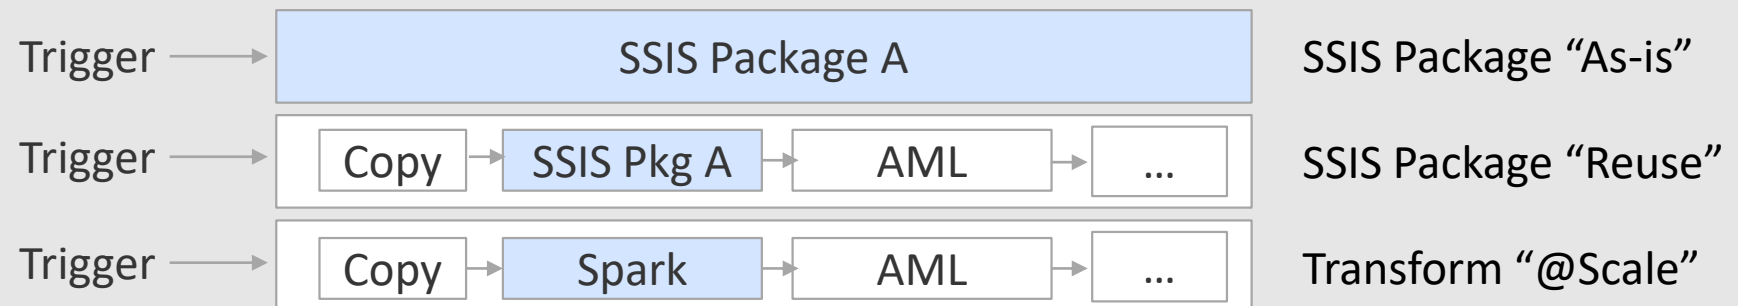 Trigger SSIS Package A SSIS Package “As-is”
Trigger Copy SSIS Pkg A AML ... SSIS Package “Reuse”
Trigger Copy Spark AML ... Transform “@Scale”